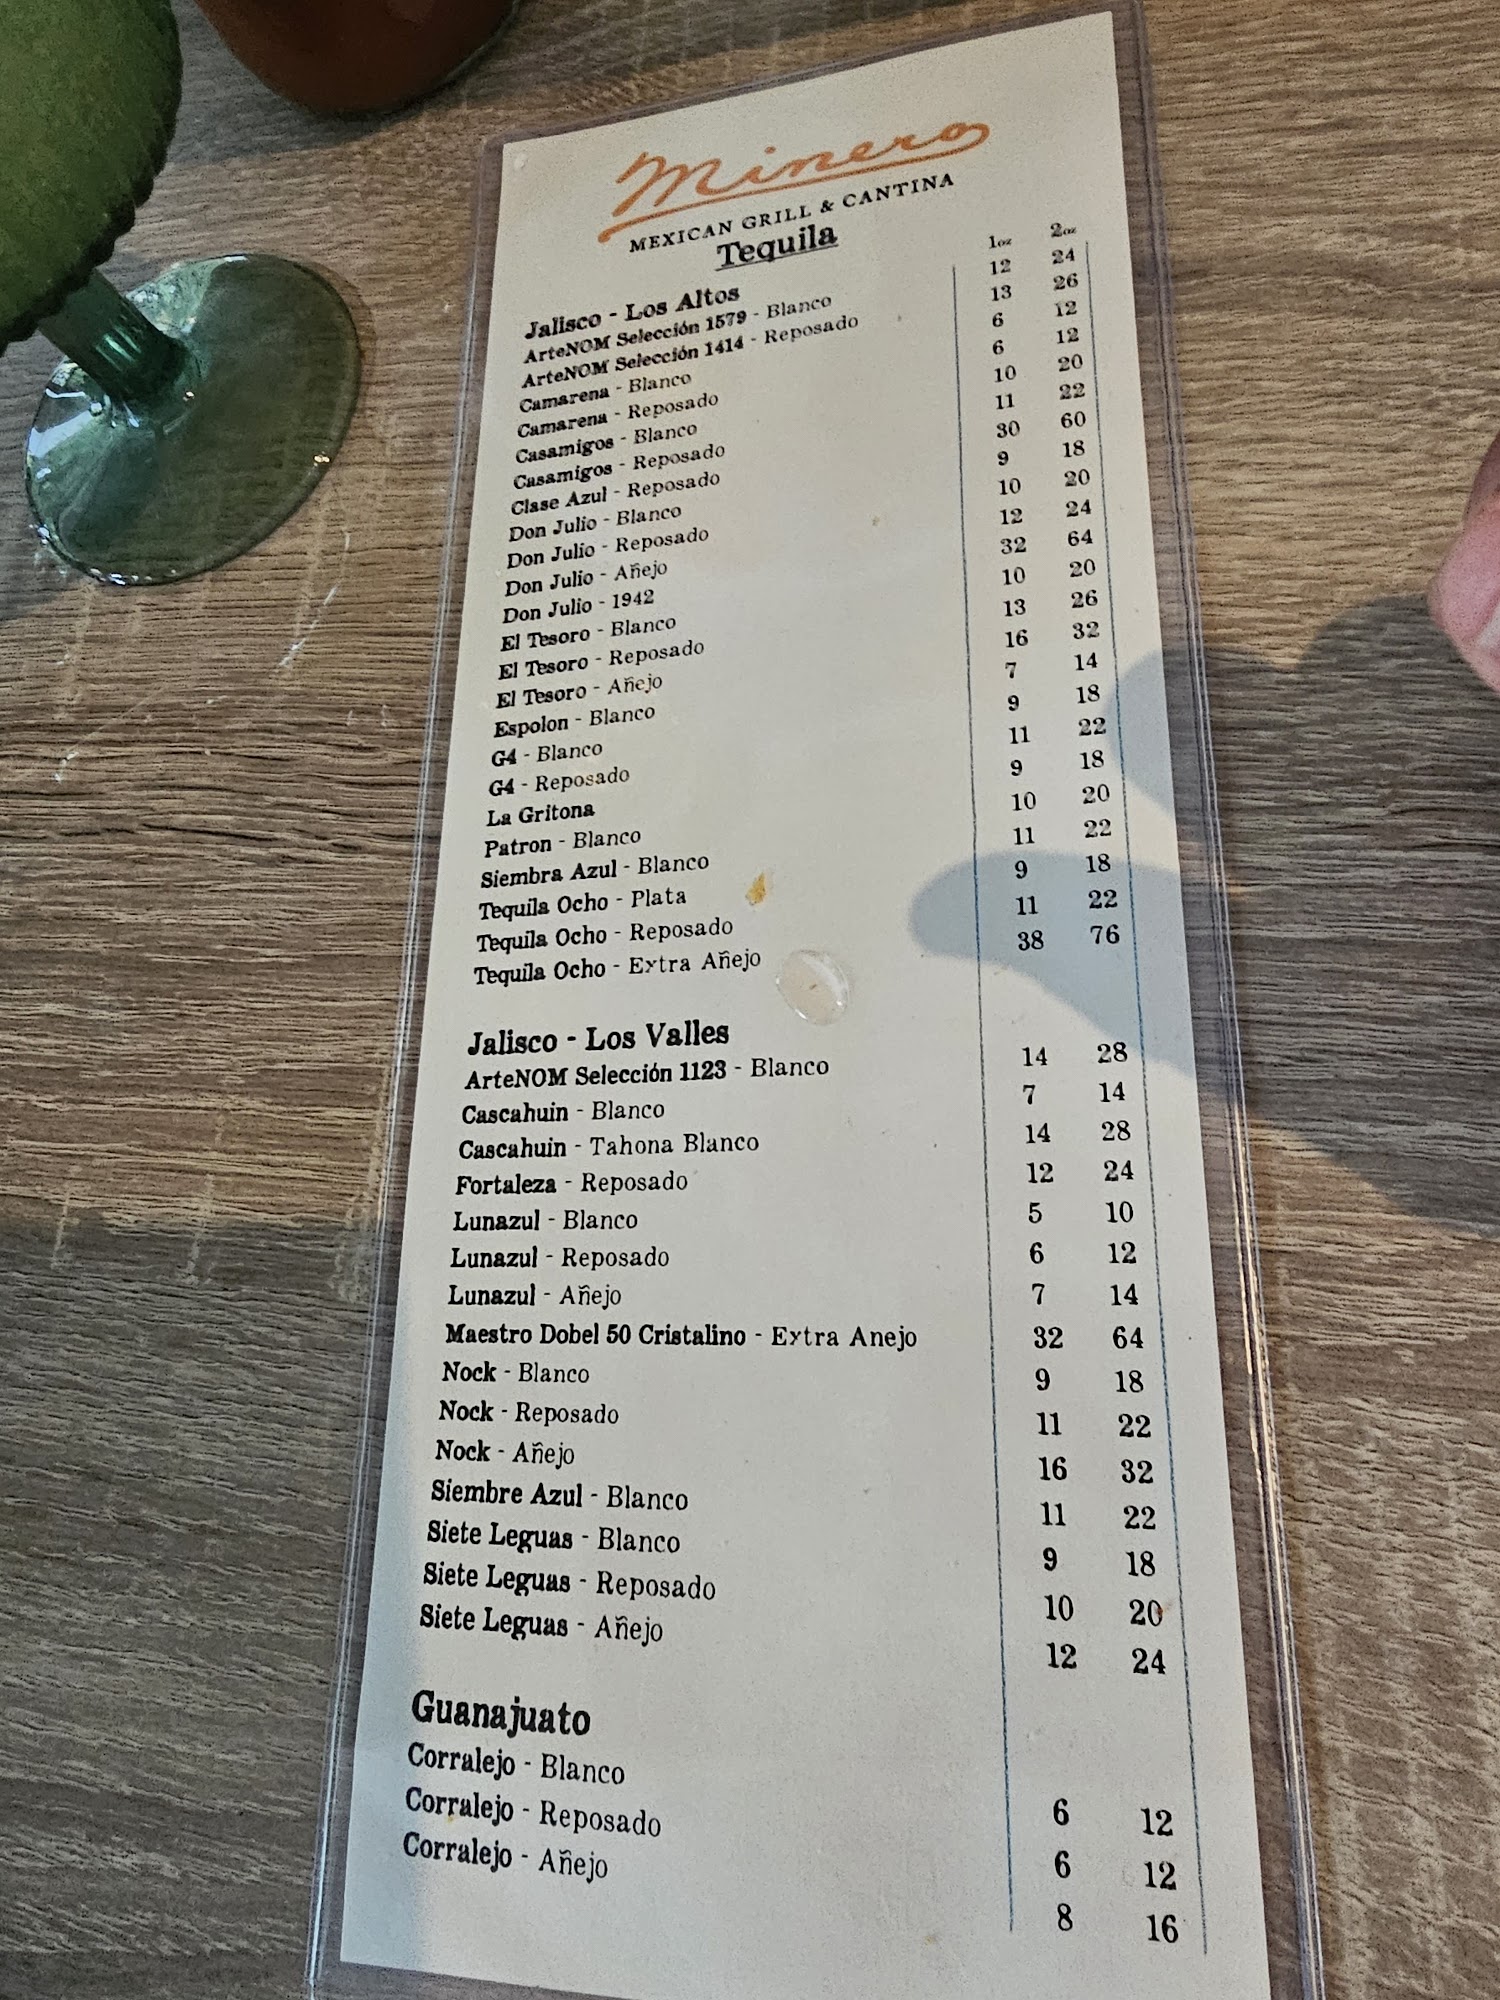 Minero
MEXICAN GRILL & CANTINA
Tequila
1oz 2oz
Jalisco - Los Altos
ArteNOM Selección 1579 - Blanco 12 24
ArteNOM Selección 1414 - Reposado 13 26
Camarena - Blanco 6 12
Camarena - Reposado 6 12
Casamigos - Blanco 10 20
Casamigos - Reposado 11 22
Clase Azul - Reposado 30 60
Don Julio - Blanco 9 18
Don Julio - Reposado 10 20
Don Julio - Añejo 12 24
Don Julio - 1942 32 64
El Tesoro - Blanco 10 20
El Tesoro - Reposado 13 26
El Tesoro - Añejo 16 32
Espolon - Blanco 7 14
G4 - Blanco 9 18
G4 - Reposado 11 22
La Gritona 9 18
Patron - Blanco 10 20
Siembra Azul - Blanco 11 22
Tequila Ocho - Plata 9 18
Tequila Ocho - Reposado 11 22
Tequila Ocho - Extra Añejo 38 76
Jalisco - Los Valles
ArteNOM Selección 1123 - Blanco 14 28
Cascahuin - Blanco 7 14
Cascahuin - Tahona Blanco 14 28
Fortaleza - Reposado 12 24
Lunazul - Blanco 5 10
Lunazul - Reposado 6 12
Lunazul - Añejo 7 14
Maestro Dobel 50 Cristalino - Extra Anejo 32 64
Nock - Blanco 9 18
Nock - Reposado 11 22
Nock - Añejo 16 32
Siembre Azul - Blanco 11 22
Siete Leguas - Blanco 9 18
Siete Leguas - Reposado 10 20
Siete Leguas - Añejo 12 24
Guanajuato
Corralejo - Blanco 6 12
Corralejo - Reposado 6 12
Corralejo - Añejo 8 16